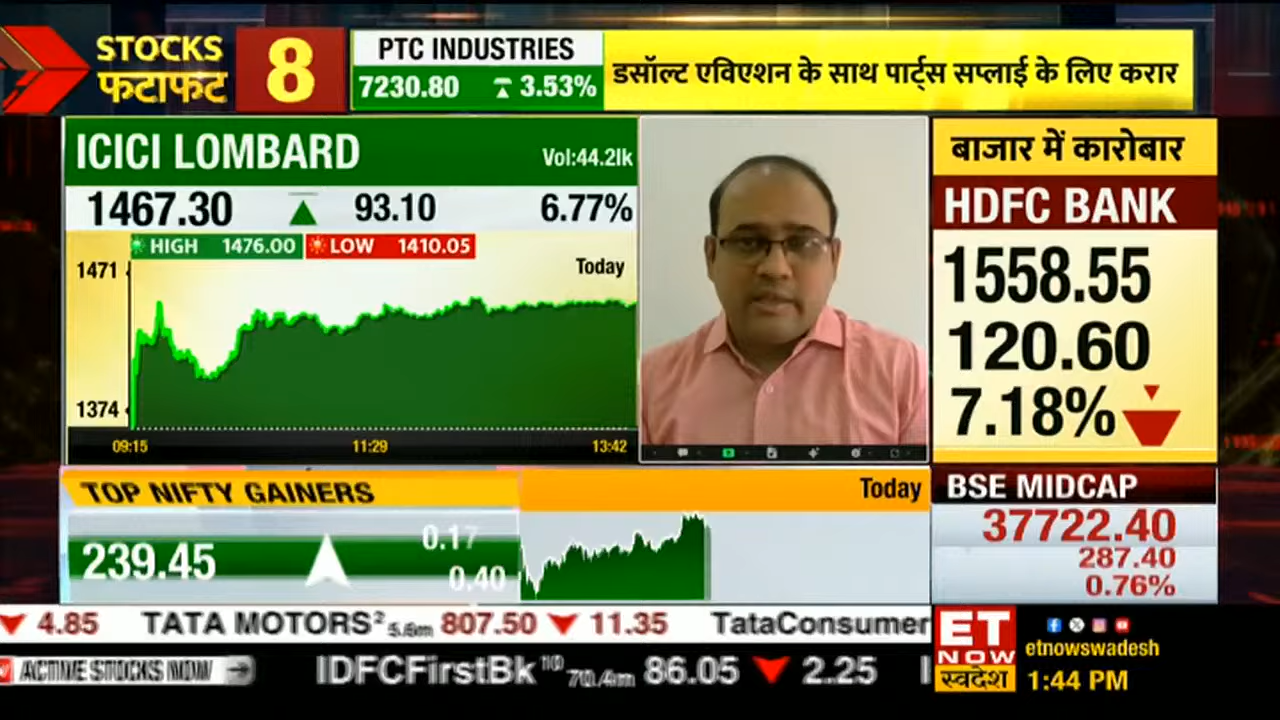 STOCKS
फटाफट
8
PTC INDUSTRIES
7230.80 3.53%
डसॉल्ट एविएशन के साथ पार्ट्स सप्लाई के लिए करार
ICICI LOMBARD Vol:44.2lk
1467.30 93.10 6.77%
HIGH 1476.00 LOW 1410.05
1471
Today
1374
09:15 11:29 13:42
बाजार में कारोबार
HDFC BANK
1558.55
120.60
7.18%
TOP NIFTY GAINERS
Today
239.45
0.17
0.40
BSE MIDCAP
37722.40
287.40
0.76%
4.85 TATA MOTORS² 5.6m 807.50 11.35 TataConsumer
ACTIVE STOCKS NOW IDFCFirstBk¹⁰ 70.4m 86.05 2.25
ET
NOW
स्वदेश
etnowswadesh
1:44 PM